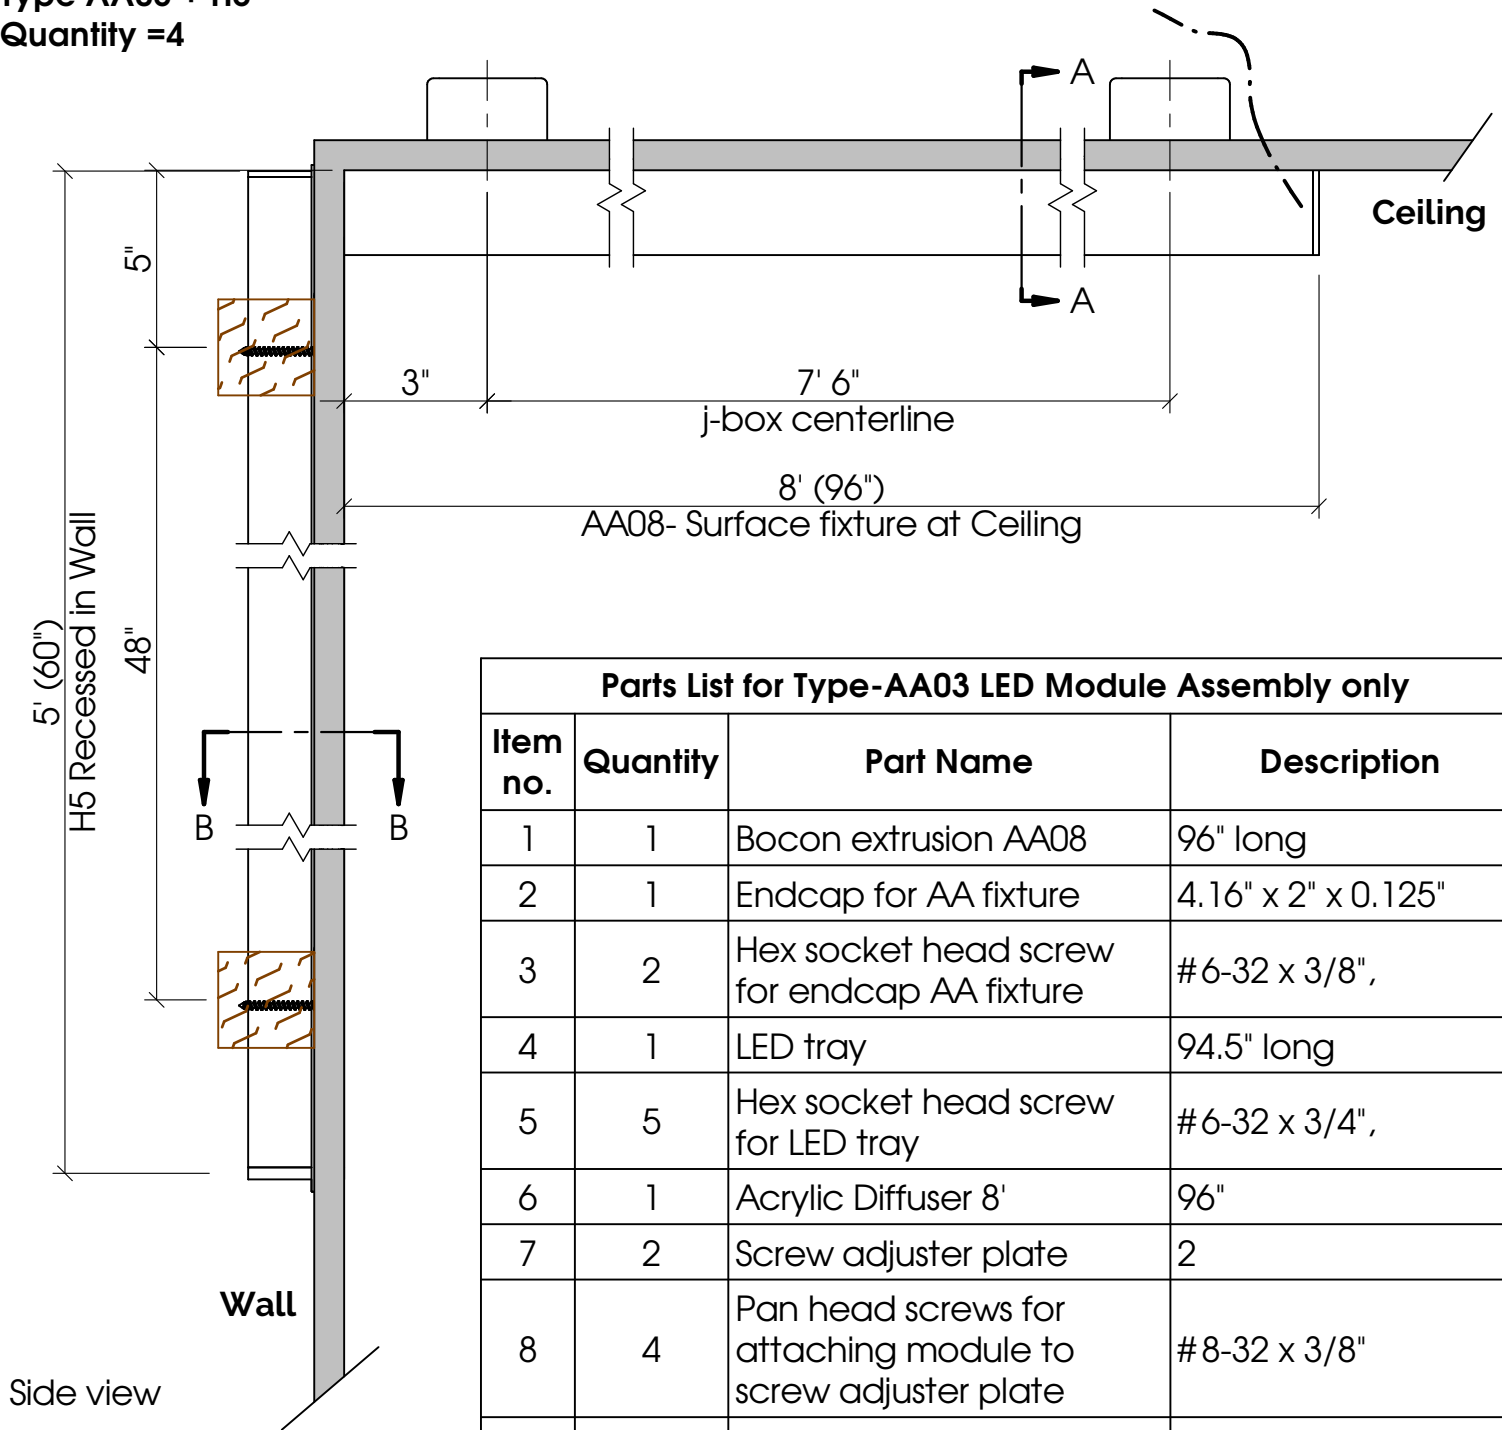 Quantity =4
A
Ceiling
5"
A
3"
7' 6"
j-box centerline
8' (96")
AA08- Surface fixture at Ceiling
5' (60")
H5 Recessed in Wall
48"
B
B
Parts List for Type-AA03 LED Module Assembly only
Item no. Quantity Part Name Description
1 1 Bocon extrusion AA08 96" long
2 1 Endcap for AA fixture 4.16" x 2" x 0.125"
3 2 Hex socket head screw for endcap AA fixture #6-32 x 3/8",
4 1 LED tray 94.5" long
5 5 Hex socket head screw for LED tray #6-32 x 3/4",
6 1 Acrylic Diffuser 8' 96"
7 2 Screw adjuster plate 2
8 4 Pan head screws for attaching module to screw adjuster plate #8-32 x 3/8"
Wall
Side view